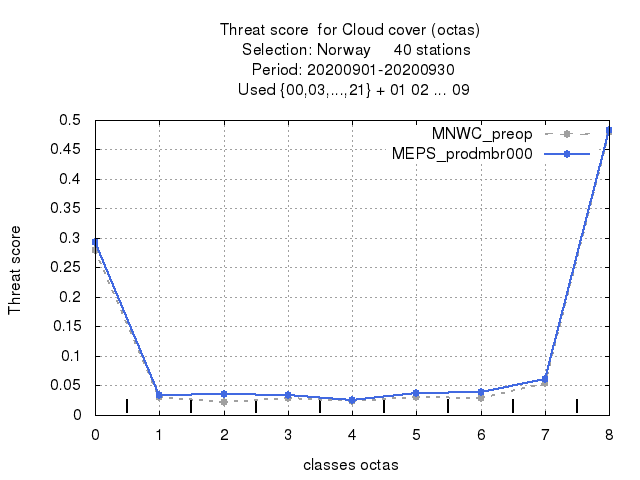 Threat score  for Cloud cover (octas)
Selection: Norway     40 stations
Period: 20200901-20200930
Used {00,03,...,21} + 01 02 ... 09
MNWC_preop
MEPS_prodmbr000
0.5
0.45
0.4
0.35
0.3
0.25
0.2
0.15
0.1
0.05
0
Threat score
0 1 2 3 4 5 6 7 8
classes octas